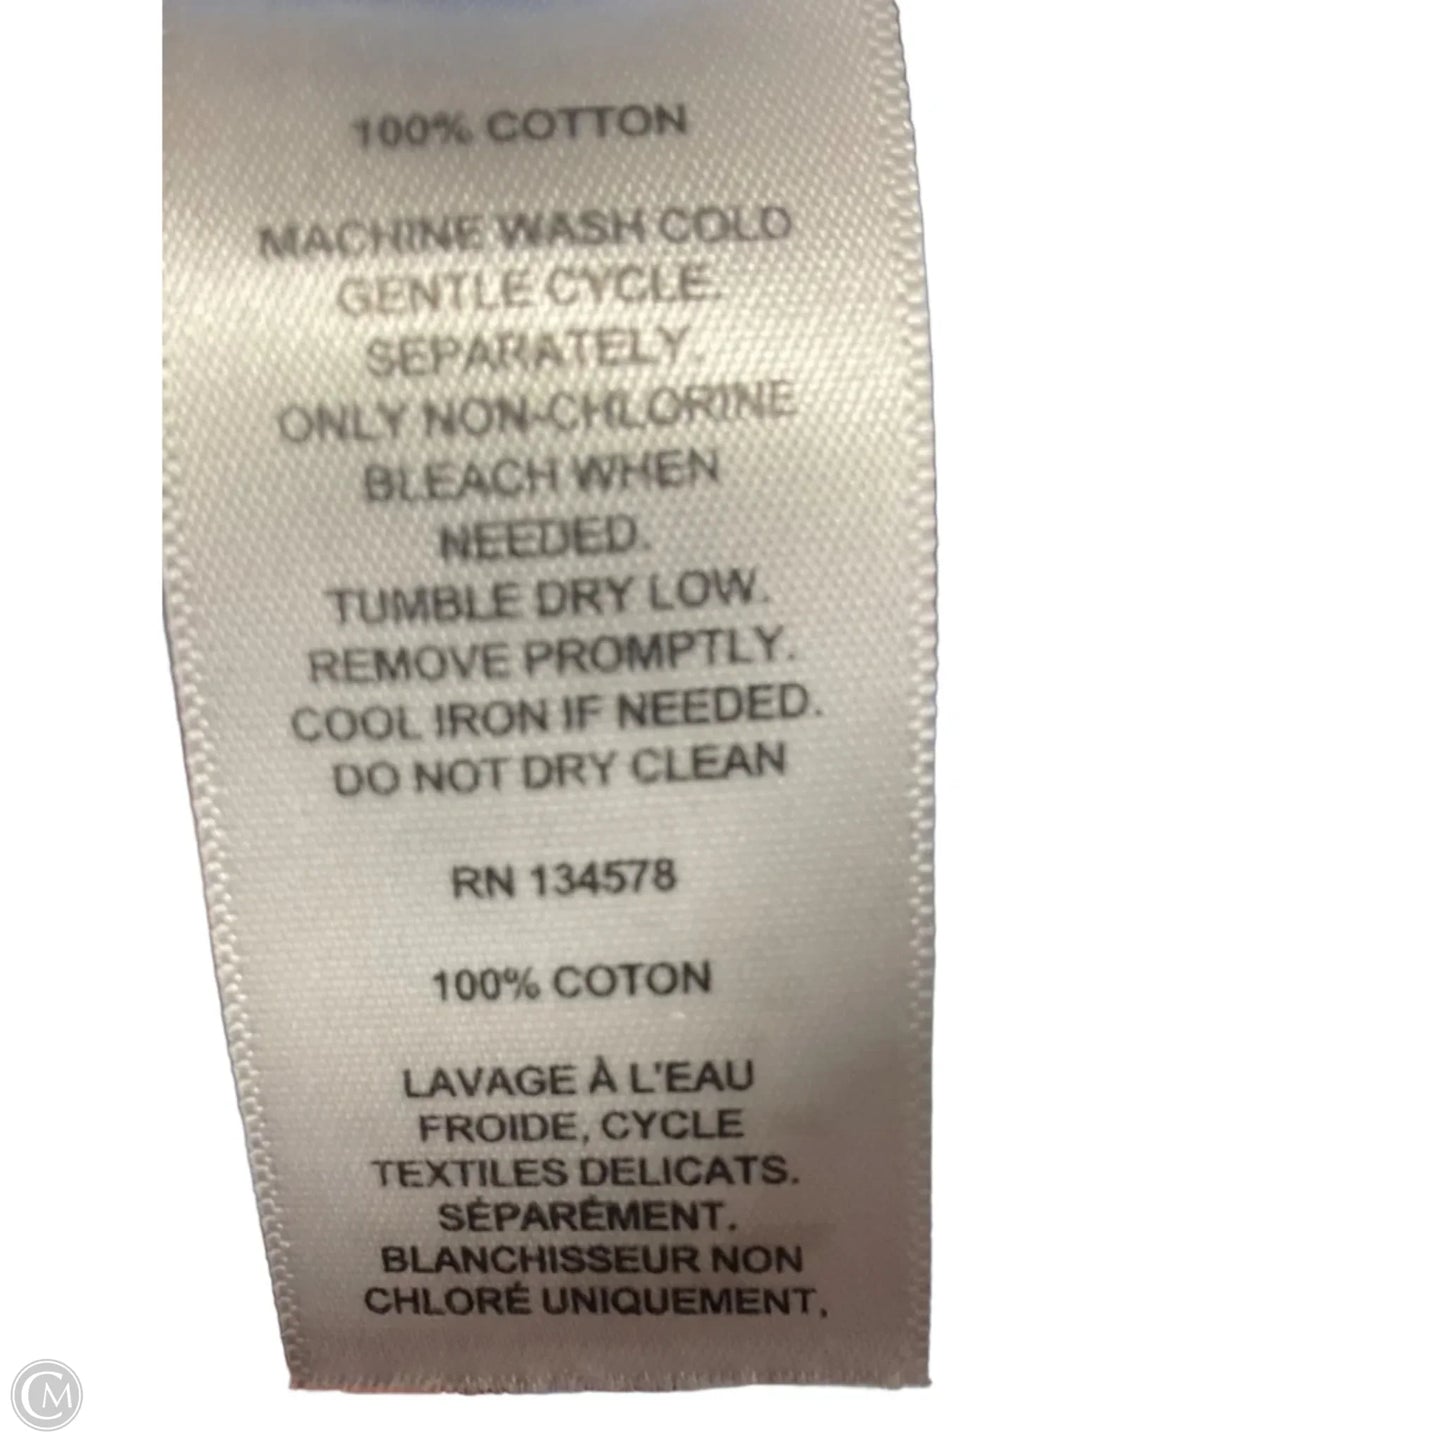 100% COTTON
MACHINE WASH COLD
GENTLE CYCLE.
SEPARATELY.
ONLY NON-CHLORINE
BLEACH WHEN
NEEDED.
TUMBLE DRY LOW.
REMOVE PROMPTLY.
COOL IRON IF NEEDED.
DO NOT DRY CLEAN
RN 134578
100% COTON
LAVAGE À L'EAU
FROIDE, CYCLE
TEXTILES DELICATS.
SÉPARÉMENT.
BLANCHISSEUR NON
CHLORÉ UNIQUEMENT,
CM